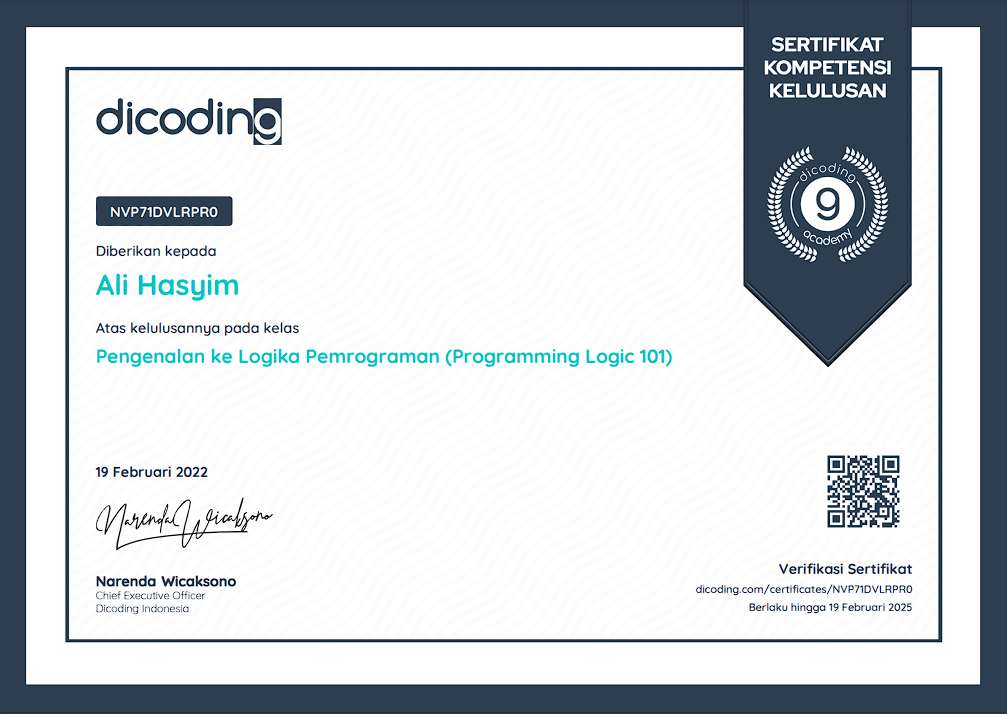 SERTIFIKAT
KOMPETENSI
KELULUSAN
dicoding
dicoding
9
academy
NVP71DVLRPR0
Diberikan kepada
Ali Hasyim
Atas kelulusannya pada kelas
Pengenalan ke Logika Pemrograman (Programming Logic 101)
19 Februari 2022
Narenda Wicaksono
Narenda Wicaksono
Chief Executive Officer
Dicoding Indonesia
Verifikasi Sertifikat
dicoding.com/certificates/NVP71DVLRPR0
Berlaku hingga 19 Februari 2025